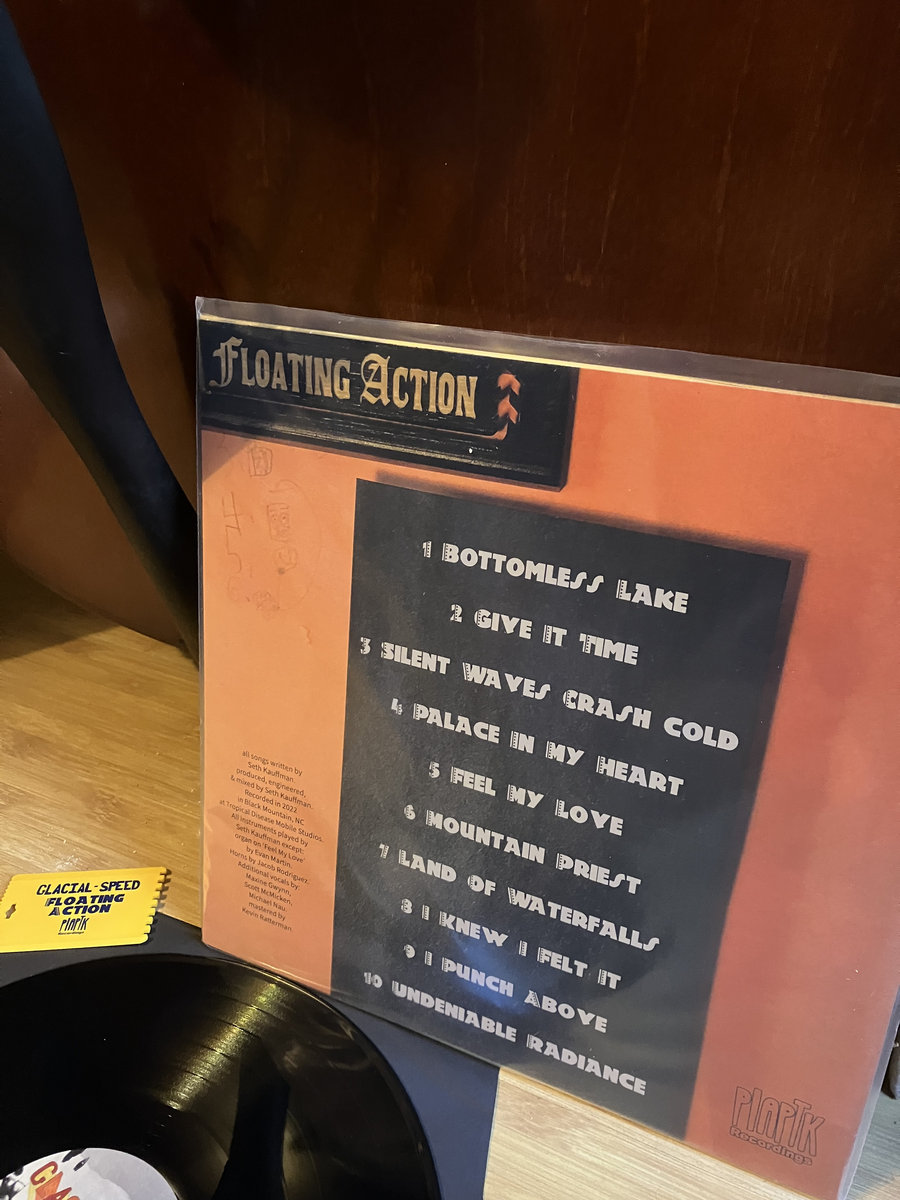 FLOATING ACTION
1 BOTTOMLESS LAKE
2 GIVE IT TIME
3 SILENT WAVES CRASH COLD
4 PALACE IN MY HEART
5 FEEL MY LOVE
6 MOUNTAIN PRIEST
7 LAND OF WATERFALLS
8 I KNEW I FELT IT
9 I PUNCH ABOVE
10 UNDENIABLE RADIANCE
all songs written by
Seth Kauffman.
produced, engineered,
& mixed by Seth Kauffman.
Recorded in 2022
in Black Mountain, NC
at Tropical Disease Mobile Studios.
All instruments played by
Seth Kauffman except:
organ on 'Feel My Love'
by Evan Martin.
Horns by Jacob Rodriguez.
Additional vocals by:
Maxine Gwynn,
Scott McMicken,
Michael Nau
mastered by
Kevin Ratterman
PIAPTK
Recordings
GLACIAL-SPEED
FLOATING
ACTION
PIAPTK
Recordings